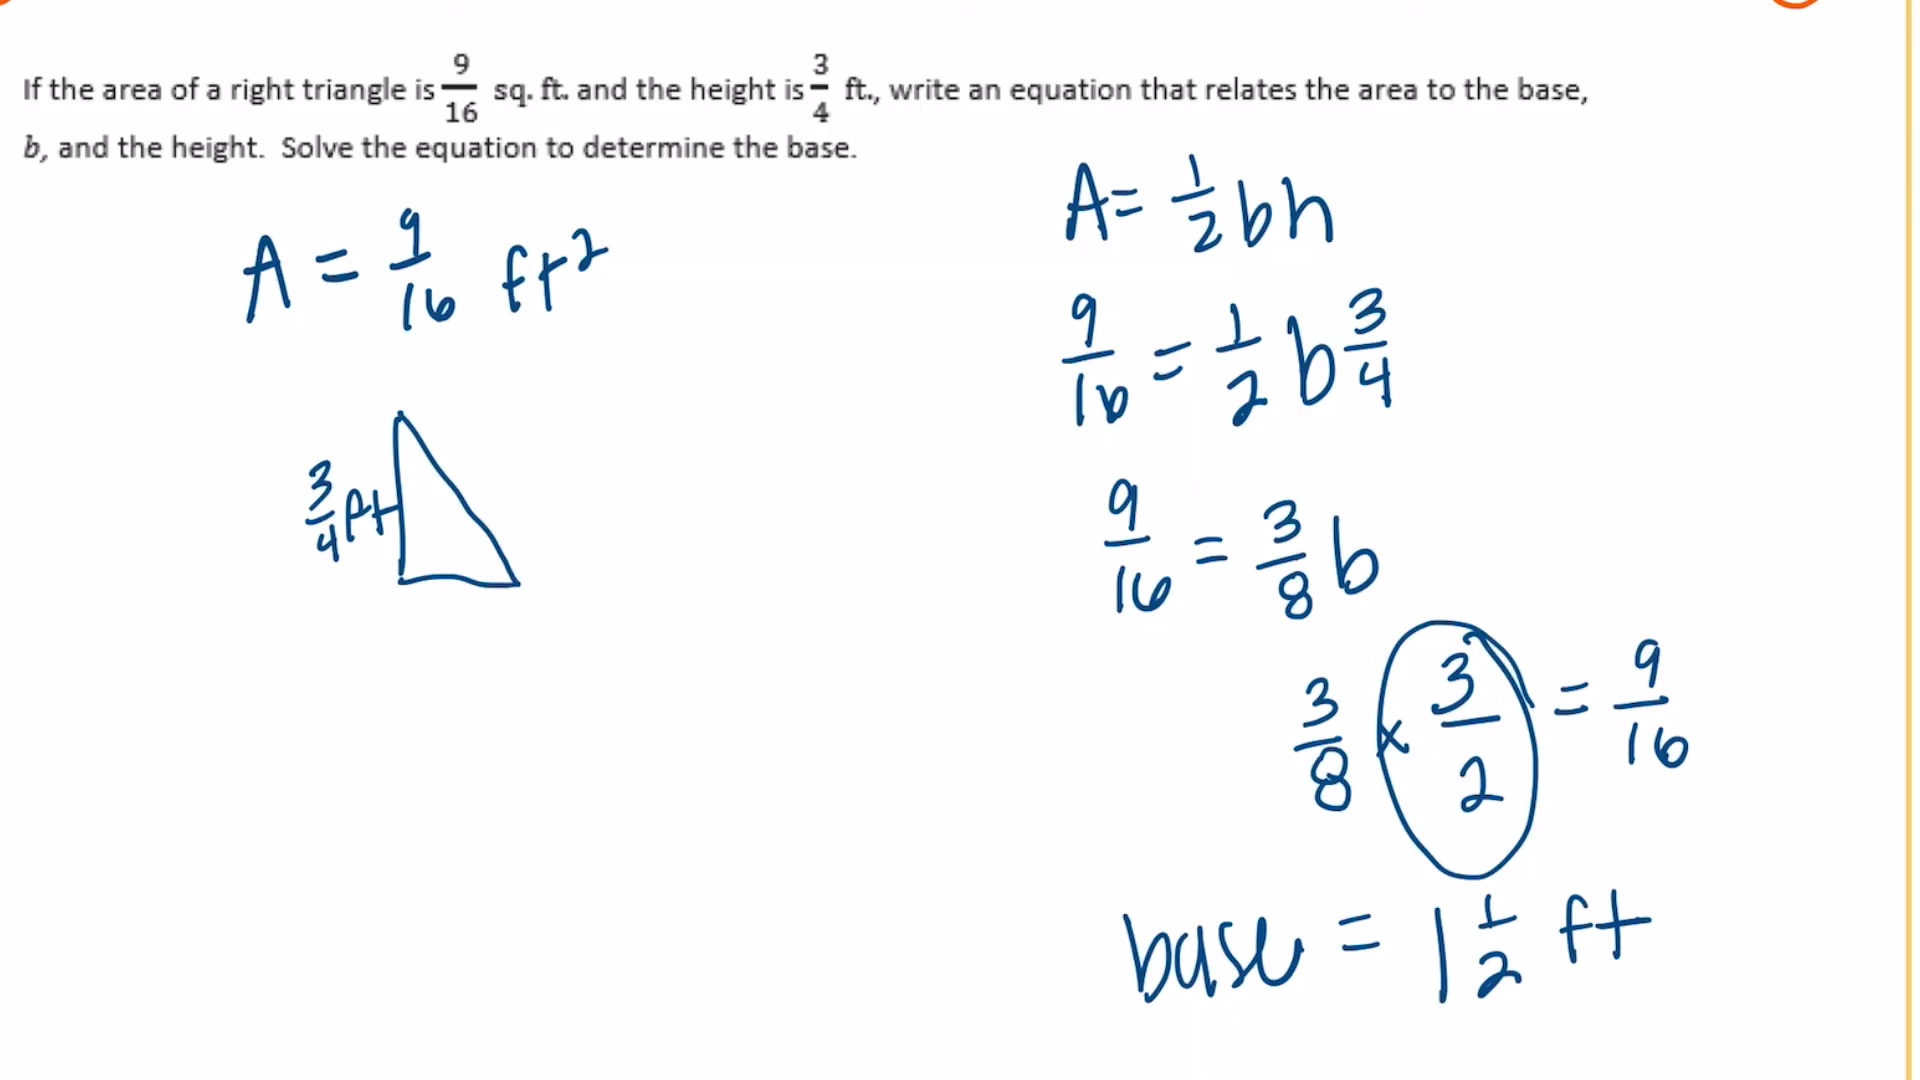 If the area of a right triangle is 9/16 sq. ft. and the height is 3/4 ft., write an equation that relates the area to the base,
b, and the height. Solve the equation to determine the base.
A = 9/16 ft²
3/4 ft
A = 1/2 bh
9/16 = 1/2 b 3/4
9/16 = 3/8 b
3/8 x 3/2 = 9/16
base = 1 1/2 ft